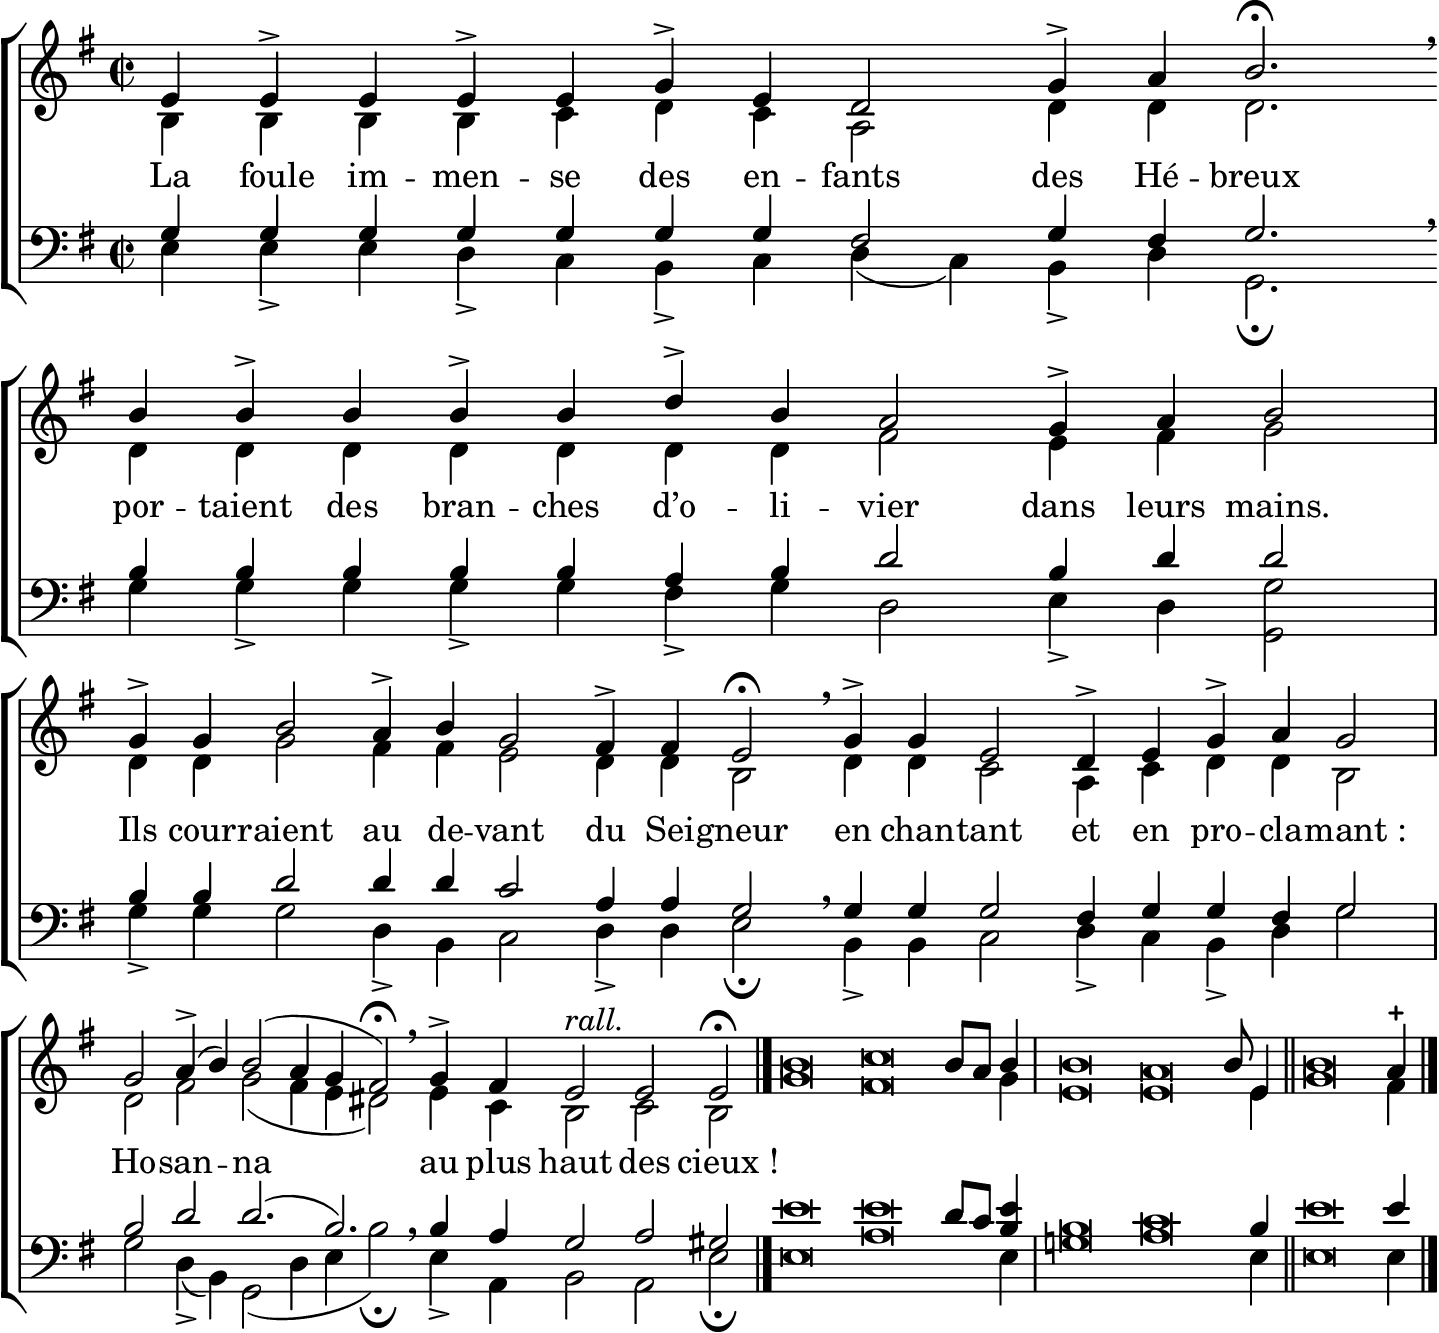 La foule im - men - se des en - fants des Hé - breux
por - taient des bran - ches d’o - li - vier dans leurs mains.
Ils courraient au de - vant du Seigneur en chantant et en pro - clamant :
rall.
Hosan - na au plus haut des cieux !